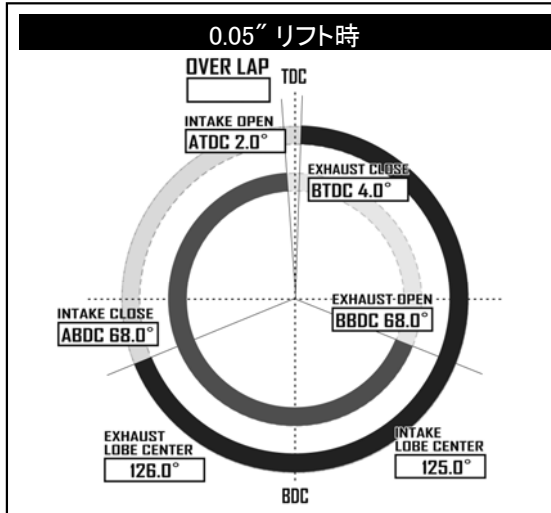 0.05″ リフト時
OVER LAP
TDC
INTAKE OPEN
ATDC 2.0°
EXHAUST CLOSE
BTDC 4.0°
INTAKE CLOSE
ABDC 68.0°
EXHAUST OPEN
BBDC 68.0°
EXHAUST
LOBE CENTER
126.0°
INTAKE
LOBE CENTER
125.0°
BDC